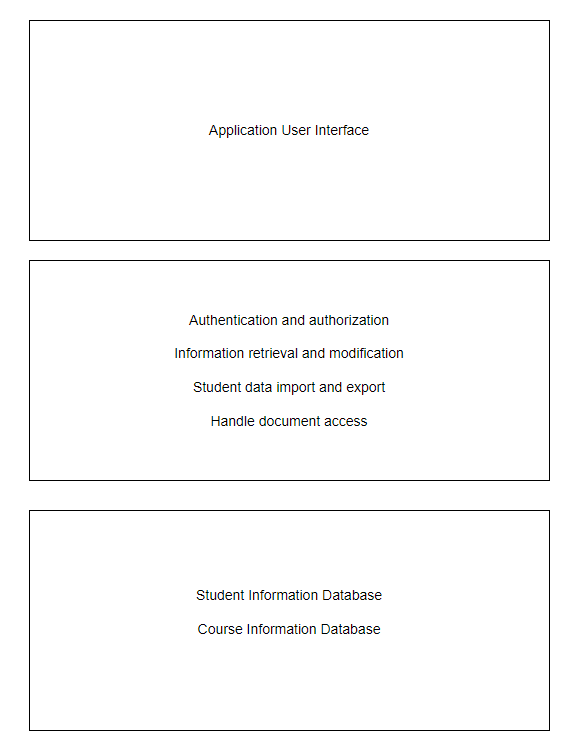 Application User Interface
Authentication and authorization
Information retrieval and modification
Student data import and export
Handle document access
Student Information Database
Course Information Database